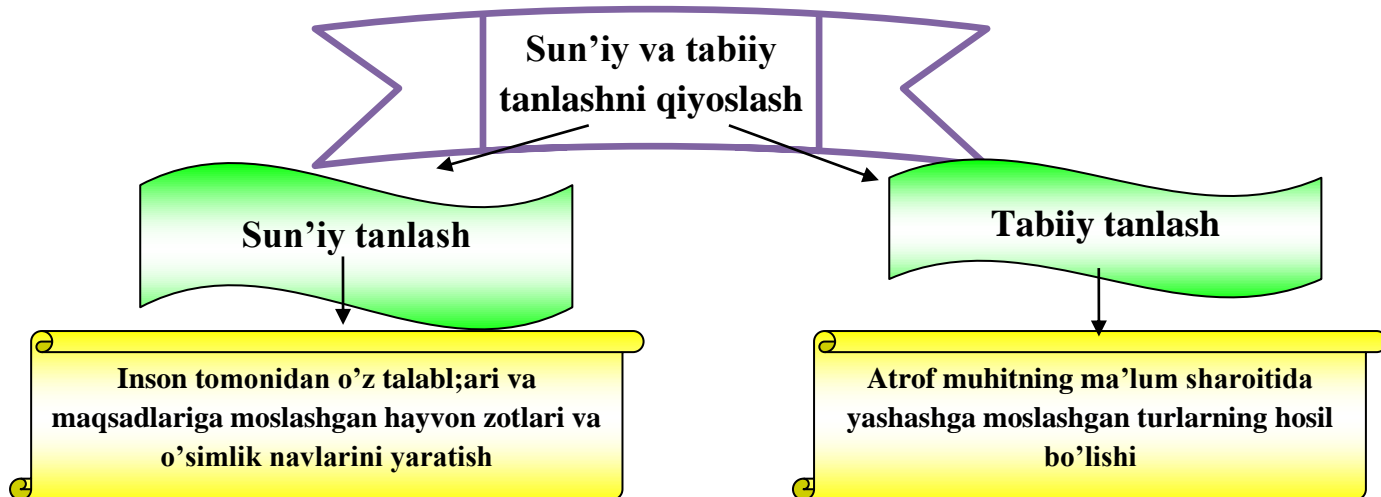 Sun’iy va tabiiy
tanlashni qiyoslash
Sun’iy tanlash
Tabiiy tanlash
Inson tomonidan o’z talabl;ari va
maqsadlariga moslashgan hayvon zotlari va
o’simlik navlarini yaratish
Atrof muhitning ma’lum sharoitida
yashashga moslashgan turlarning hosil
bo’lishi